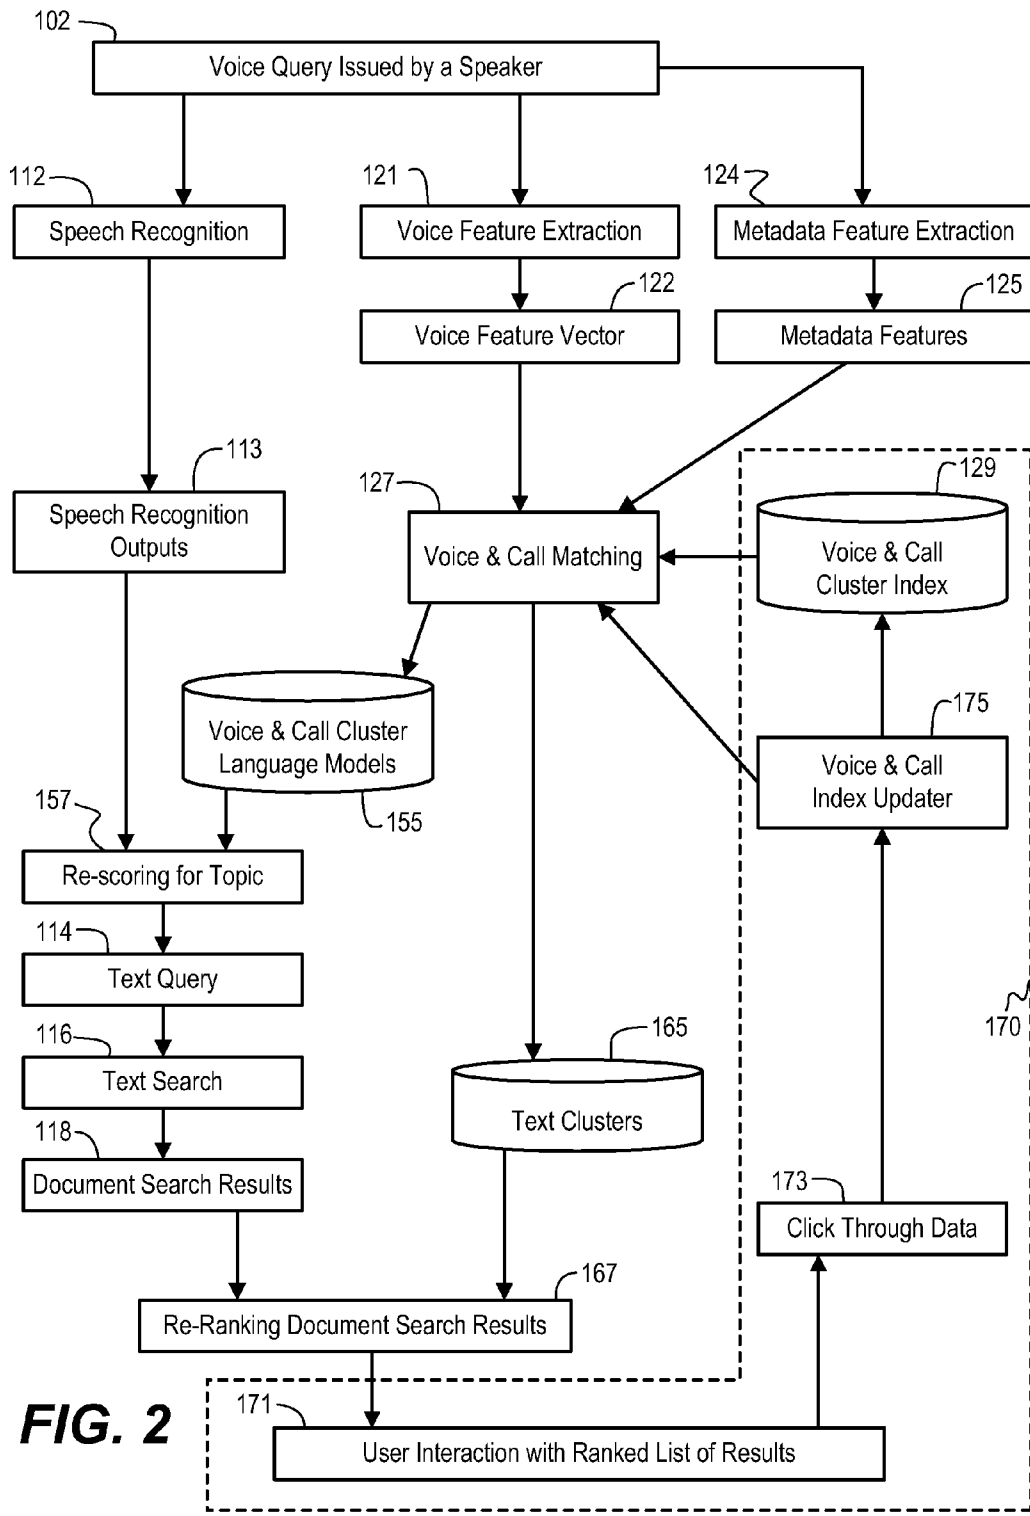 102
Voice Query Issued by a Speaker
112
121
124
Speech Recognition
Voice Feature Extraction
Metadata Feature Extraction
122
125
Voice Feature Vector
Metadata Features
113
127
129
Speech Recognition
Outputs
Voice & Call Matching
Voice & Call
Cluster Index
Voice & Call Cluster
Language Models
155
175
Voice & Call
Index Updater
157
Re-scoring for Topic
114
Text Query
170
116
165
Text Search
Text Clusters
118
Document Search Results
173
Click Through Data
167
Re-Ranking Document Search Results
FIG. 2
171
User Interaction with Ranked List of Results